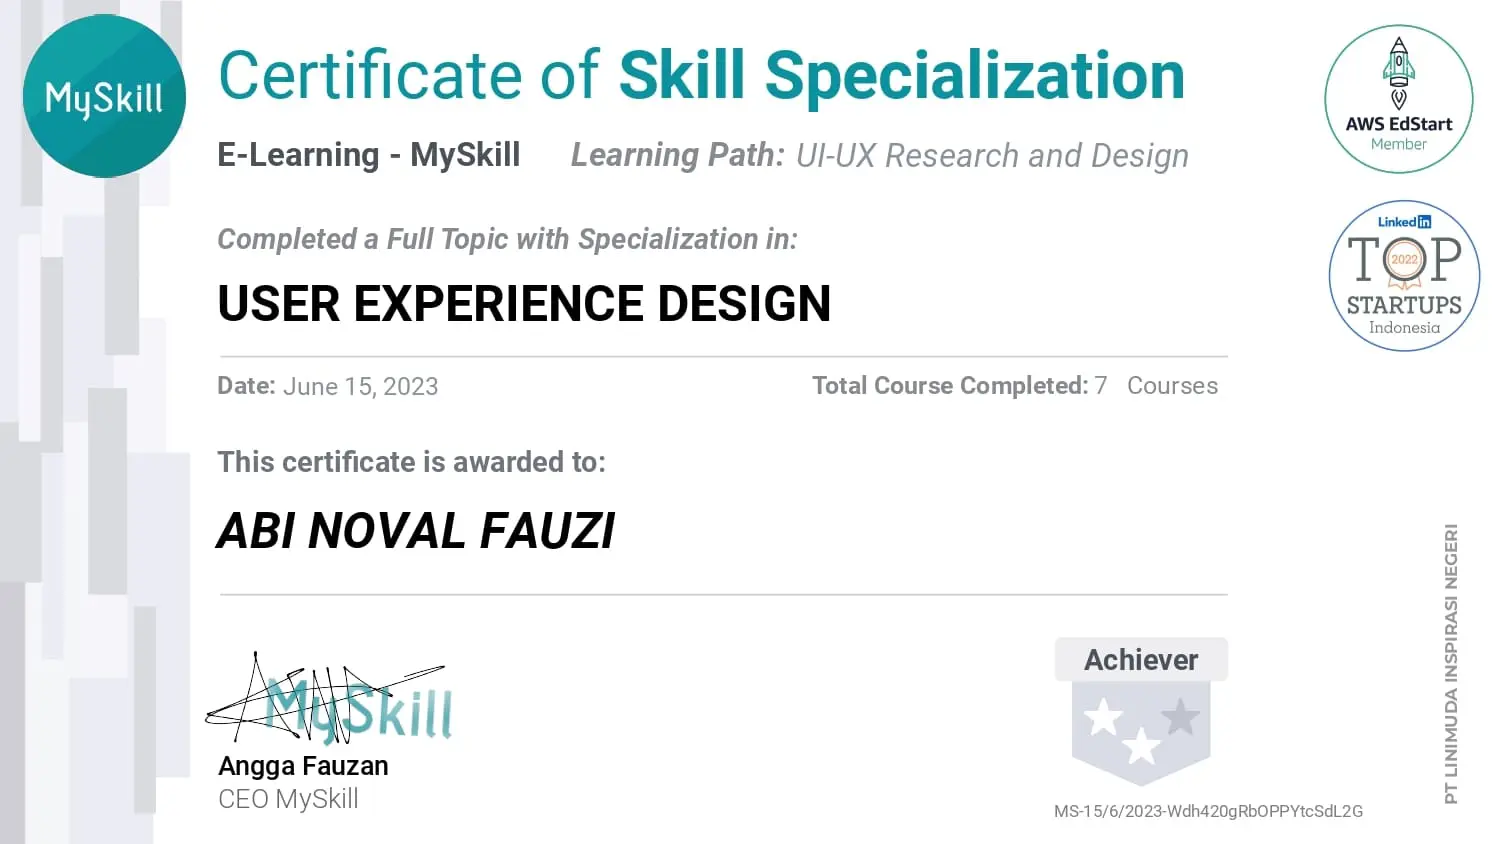 MySkill
Certificate of Skill Specialization
E-Learning - MySkill Learning Path: UI-UX Research and Design
AWS EdStart
Member
Completed a Full Topic with Specialization in:
USER EXPERIENCE DESIGN
Linked in
TOP
2022
STARTUPS
Indonesia
Date: June 15, 2023 Total Course Completed: 7 Courses
This certificate is awarded to:
ABI NOVAL FAUZI
MySkill
Angga Fauzan
CEO MySkill
Achiever
MS-15/6/2023-Wdh420gRbOPPYtcSdL2G
PT LINIMUDA INSPIRASI NEGERI